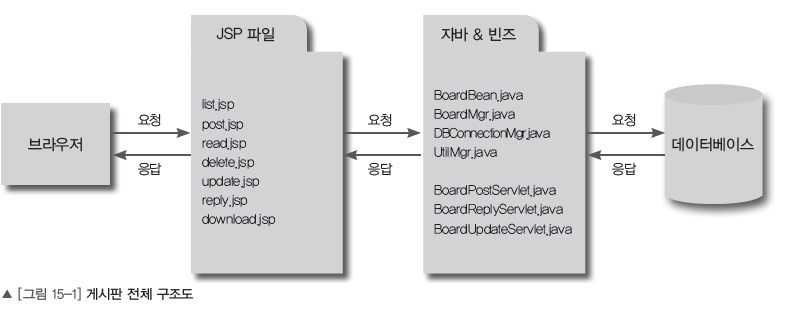 JSP 파일
자바 & 빈즈
브라우저
요청
응답
list.jsp
post.jsp
read.jsp
delete.jsp
update.jsp
reply.jsp
download.jsp
요청
응답
BoardBean.java
BoardMgr.java
DBConnectionMgr.java
UtilMgr.java
BoardPostServlet.java
BoardReplyServlet.java
BoardUpdateServlet.java
요청
응답
데이터베이스
▲ [그림 15-1] 게시판 전체 구조도